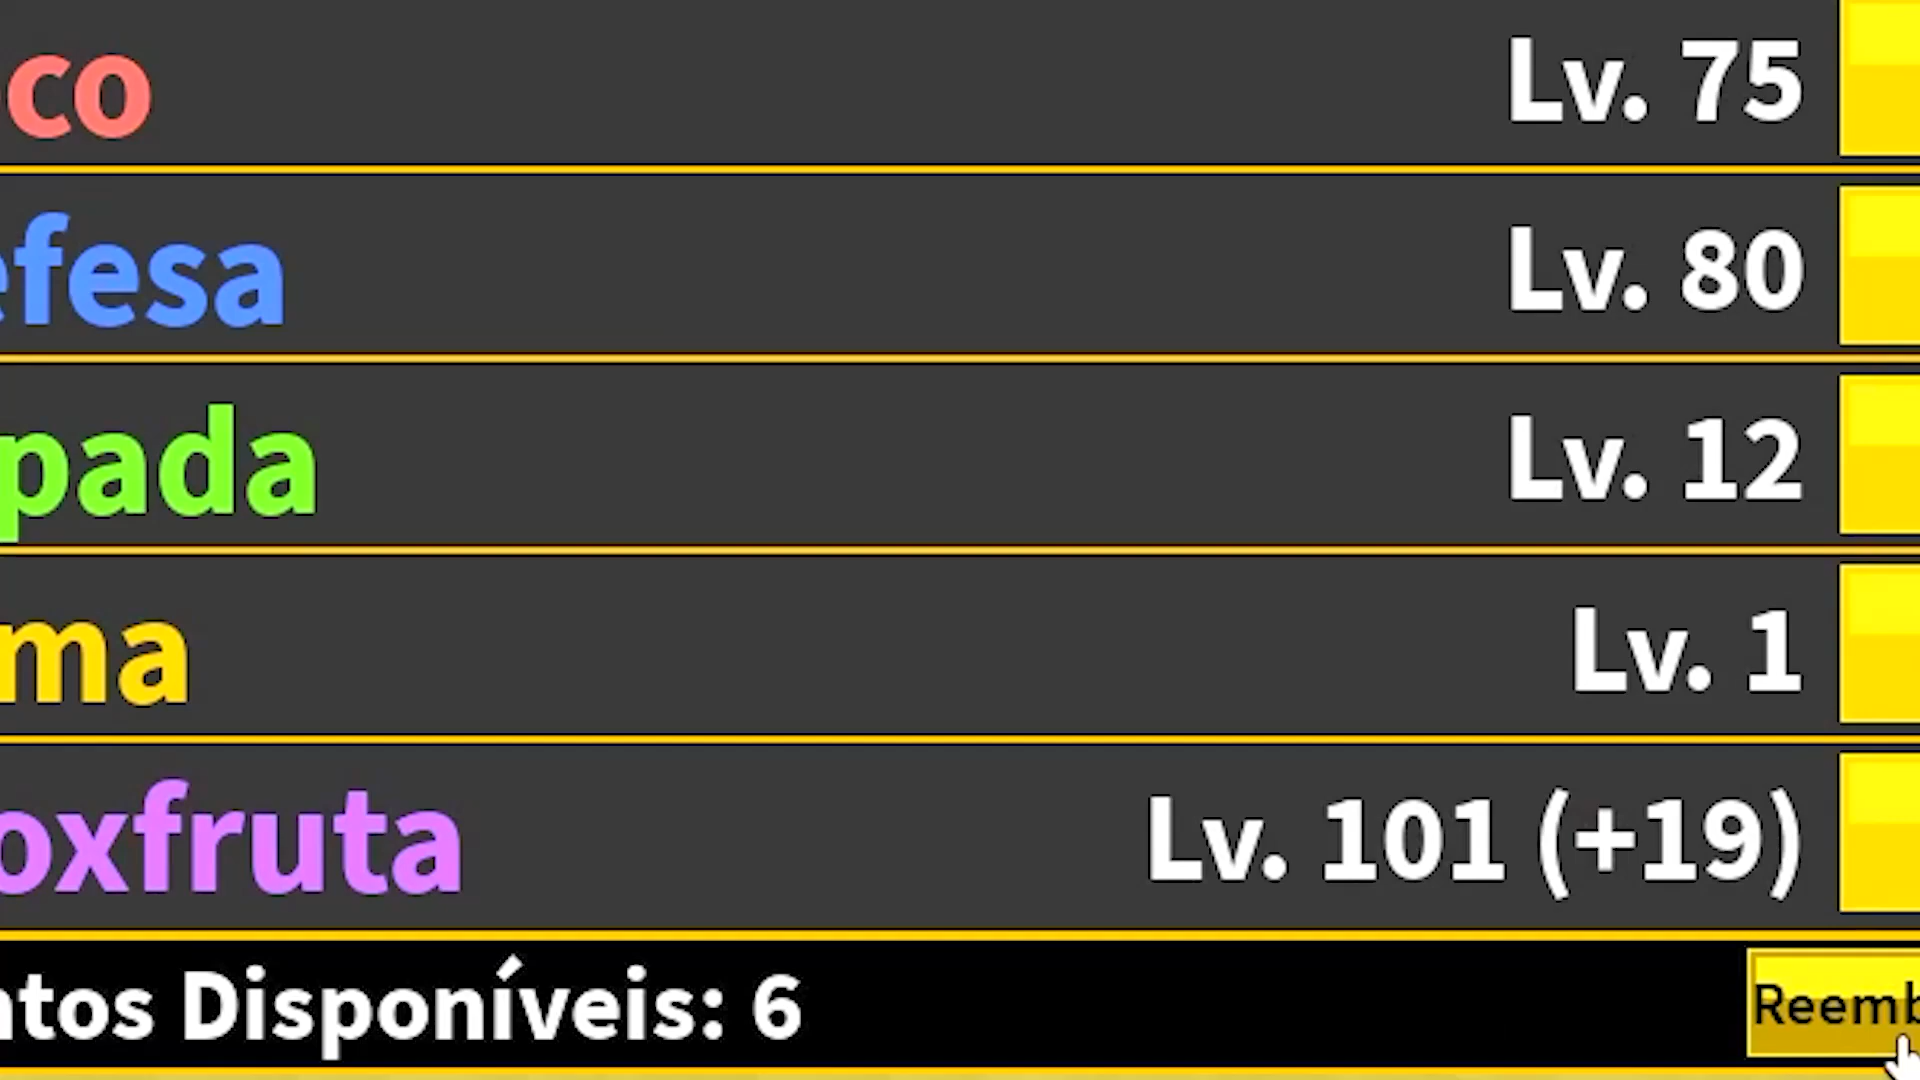 co Lv. 75
efesa Lv. 80
pada Lv. 12
ma Lv. 1
oxfruta Lv. 101 (+19)
ntos Disponíveis: 6 Reemb